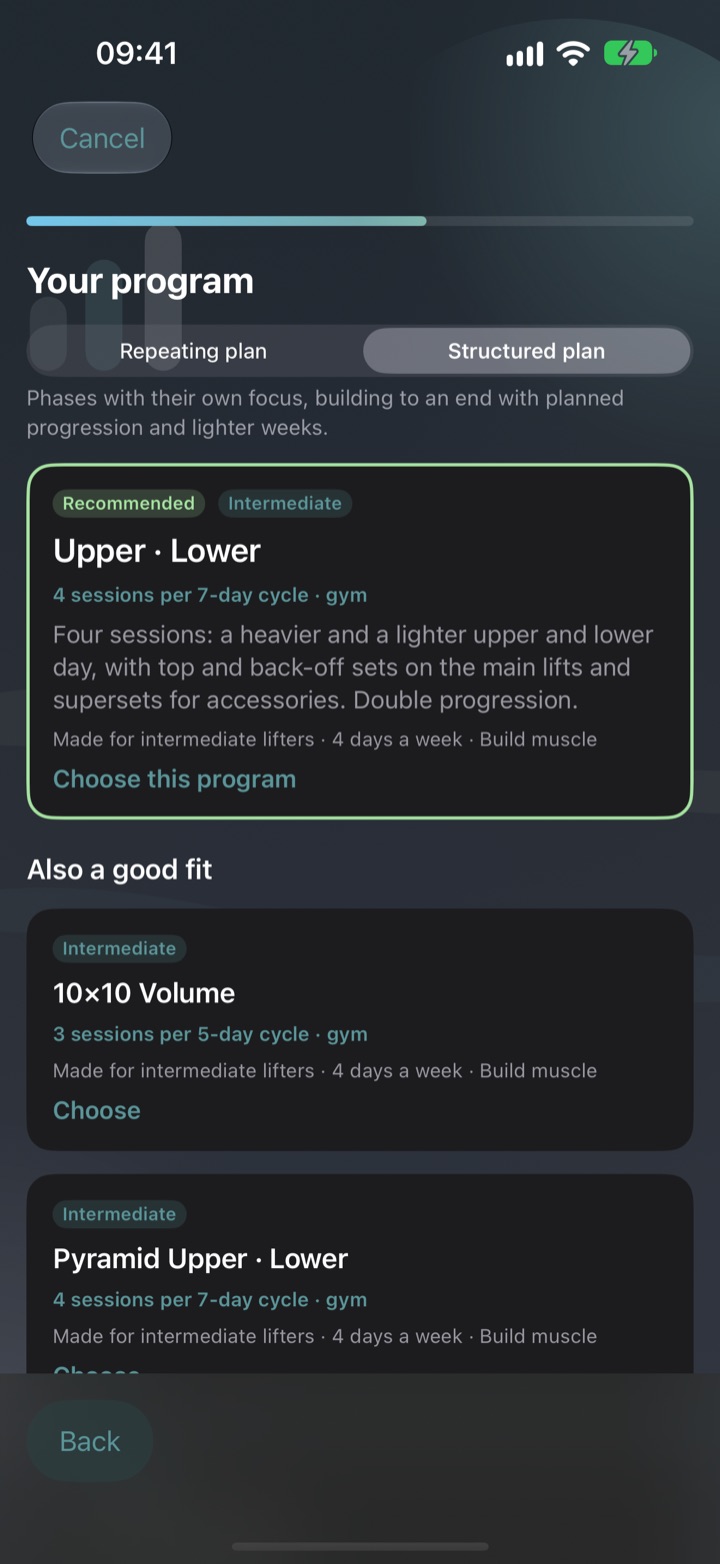 09:41
Cancel
Your program
Repeating plan
Structured plan
Phases with their own focus, building to an end with planned
progression and lighter weeks.
Recommended
Intermediate
Upper · Lower
4 sessions per 7-day cycle · gym
Four sessions: a heavier and a lighter upper and lower
day, with top and back-off sets on the main lifts and
supersets for accessories. Double progression.
Made for intermediate lifters · 4 days a week · Build muscle
Choose this program
Also a good fit
Intermediate
10×10 Volume
3 sessions per 5-day cycle · gym
Made for intermediate lifters · 4 days a week · Build muscle
Choose
Intermediate
Pyramid Upper · Lower
4 sessions per 7-day cycle · gym
Made for intermediate lifters · 4 days a week · Build muscle
Back